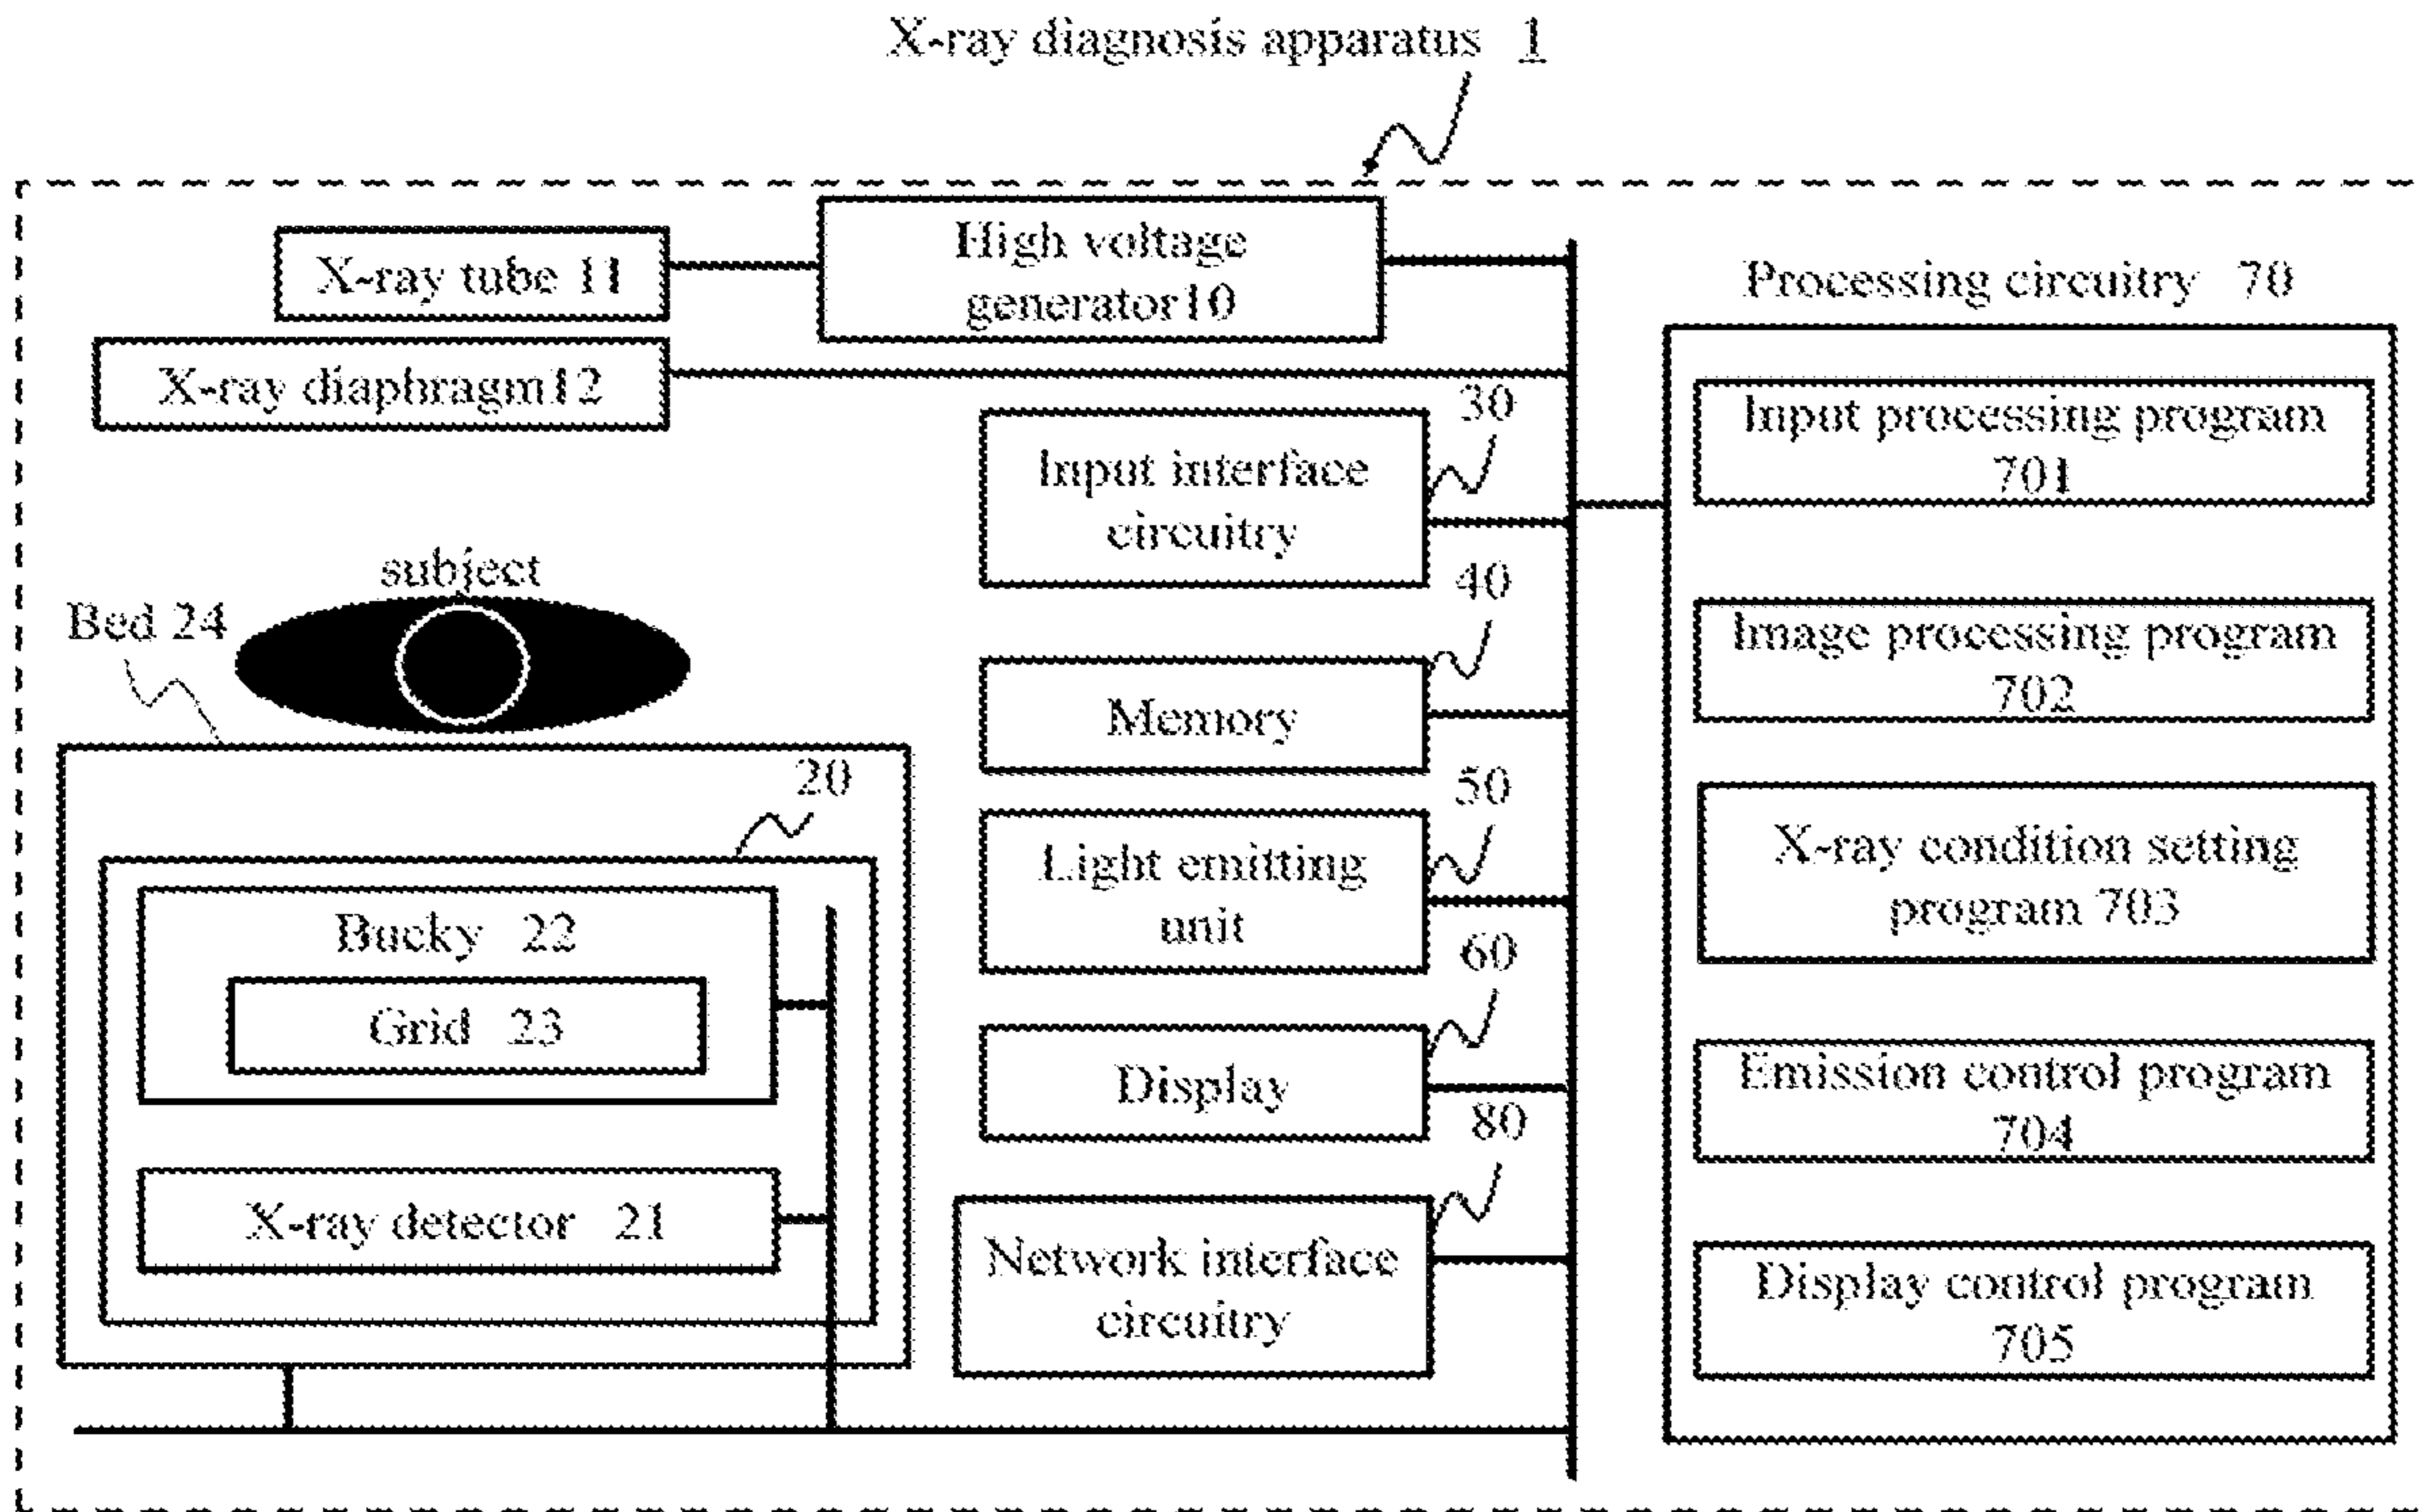 X-ray diagnosis apparatus 1
X-ray tube 11
High voltage
generator10
X-ray diaphragm12
Processing circuitry 70
Input processing program
701
Image processing program
702
X-ray condition setting
program 703
Emission control program
704
Display control program
705
30
Input interface
circuitry
40
Memory
50
Light emitting
unit
60
Display
80
Network interface
circuitry
subject
Bed 24
20
Bucky 22
Grid 23
X-ray detector 21